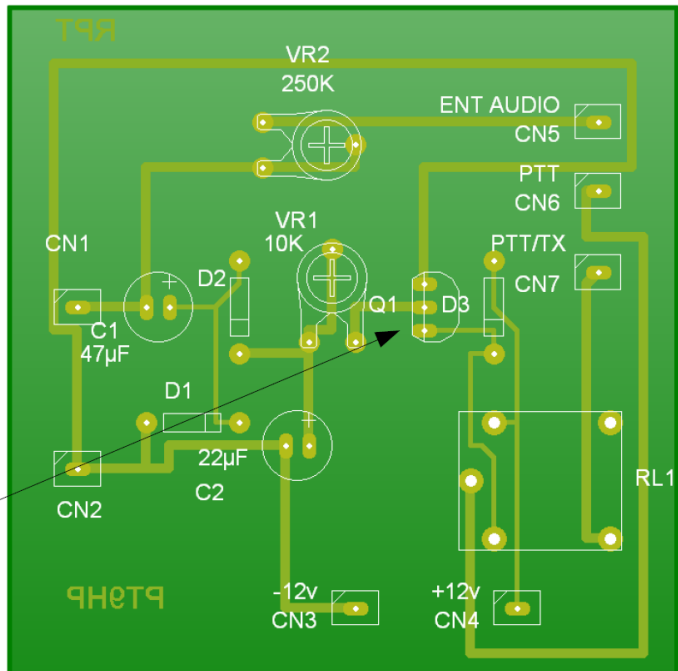 RPT
VR2
250K
ENT AUDIO
CN5
PTT
CN6
CN1
VR1
10K
PTT/TX
CN7
D2
Q1
D3
C1
47µF
D1
22µF
C2
CN2
RL1
PT9HP
-12v
CN3
+12v
CN4